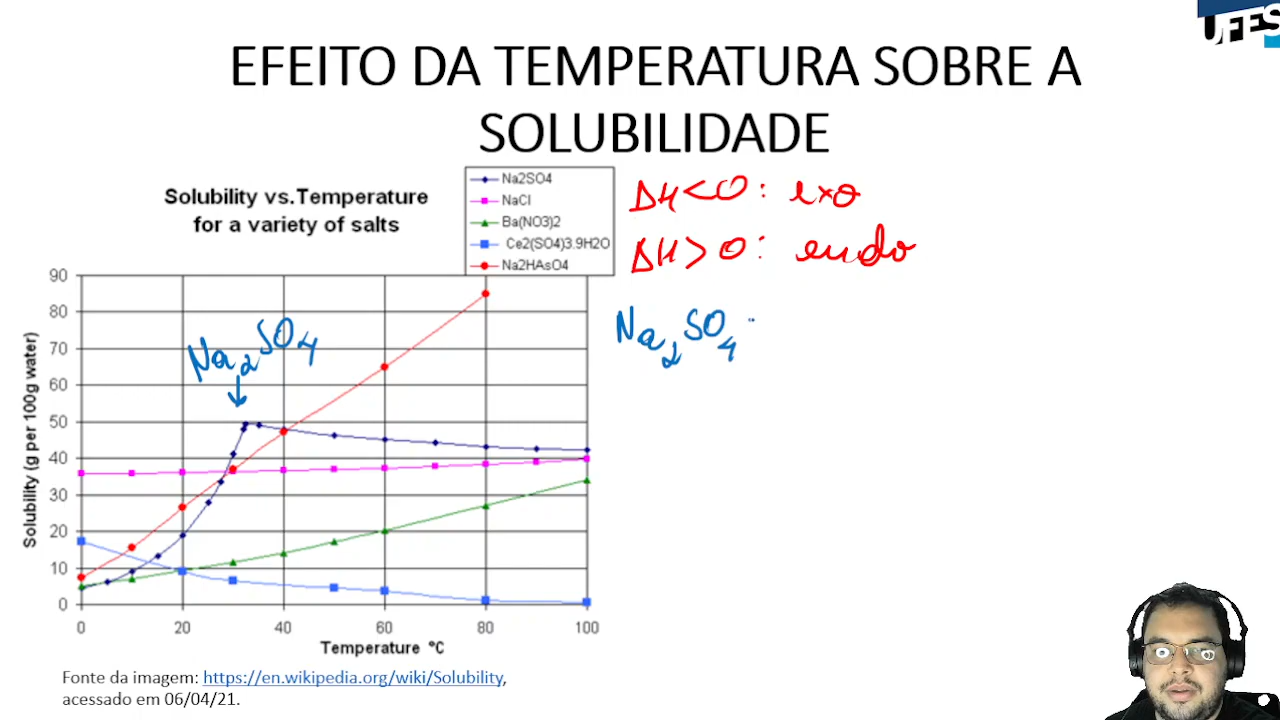 UFES
EFEITO DA TEMPERATURA SOBRE A
SOLUBILIDADE
Solubility vs.Temperature
for a variety of salts
Na2SO4
NaCl
Ba(NO3)2
Ce2(SO4)3.9H2O
Na2HAsO4
ΔH<0: exo
ΔH>0: endo
Na2SO4:
Na2SO4
90
80
70
60
50
40
30
20
10
0
Solubility (g per 100g water)
0 20 40 60 80 100
Temperature °C
Fonte da imagem: https://en.wikipedia.org/wiki/Solubility,
acessado em 06/04/21.